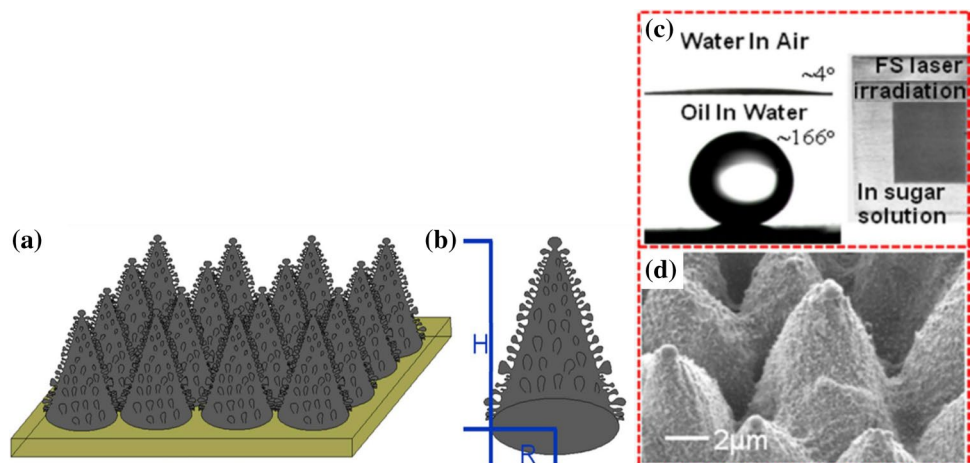 (a)
(b)
H
R
(c)
Water In Air
~4°
Oil In Water
~166°
FS laser
irradiation
In sugar
solution
(d)
2μm